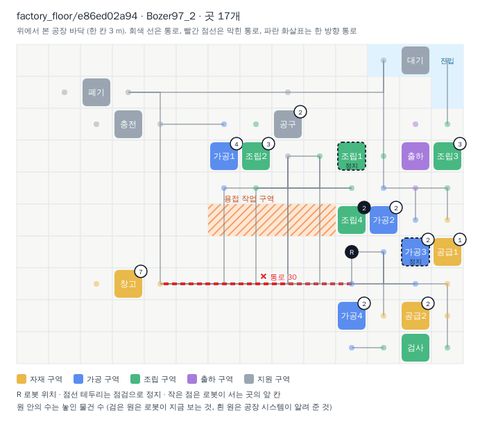 factory_floor/e86ed02a94 · Bozer97_2 · 곳 17개
위에서 본 공장 바닥 (한 칸 3 m). 회색 선은 통로, 빨간 점선은 막힌 통로, 파란 화살표는 한 방향 통로
대기
진입
폐기
2
충전
공구
4
3
3
가공1
조립2
조립1
정지
출하
조립3
용접 작업 구역
2
2
조립4
가공2
2
1
R
가공3
정지
공급1
7
창고
✕ 통로 30
2
2
가공4
공급2
검사
자재 구역
가공 구역
조립 구역
출하 구역
지원 구역
R 로봇 위치 · 점선 테두리는 점검으로 정지 · 작은 점은 로봇이 서는 곳의 앞 칸
원 안의 수는 놓인 물건 수 (검은 원은 로봇이 지금 보는 것, 흰 원은 공장 시스템이 알려 준 것)